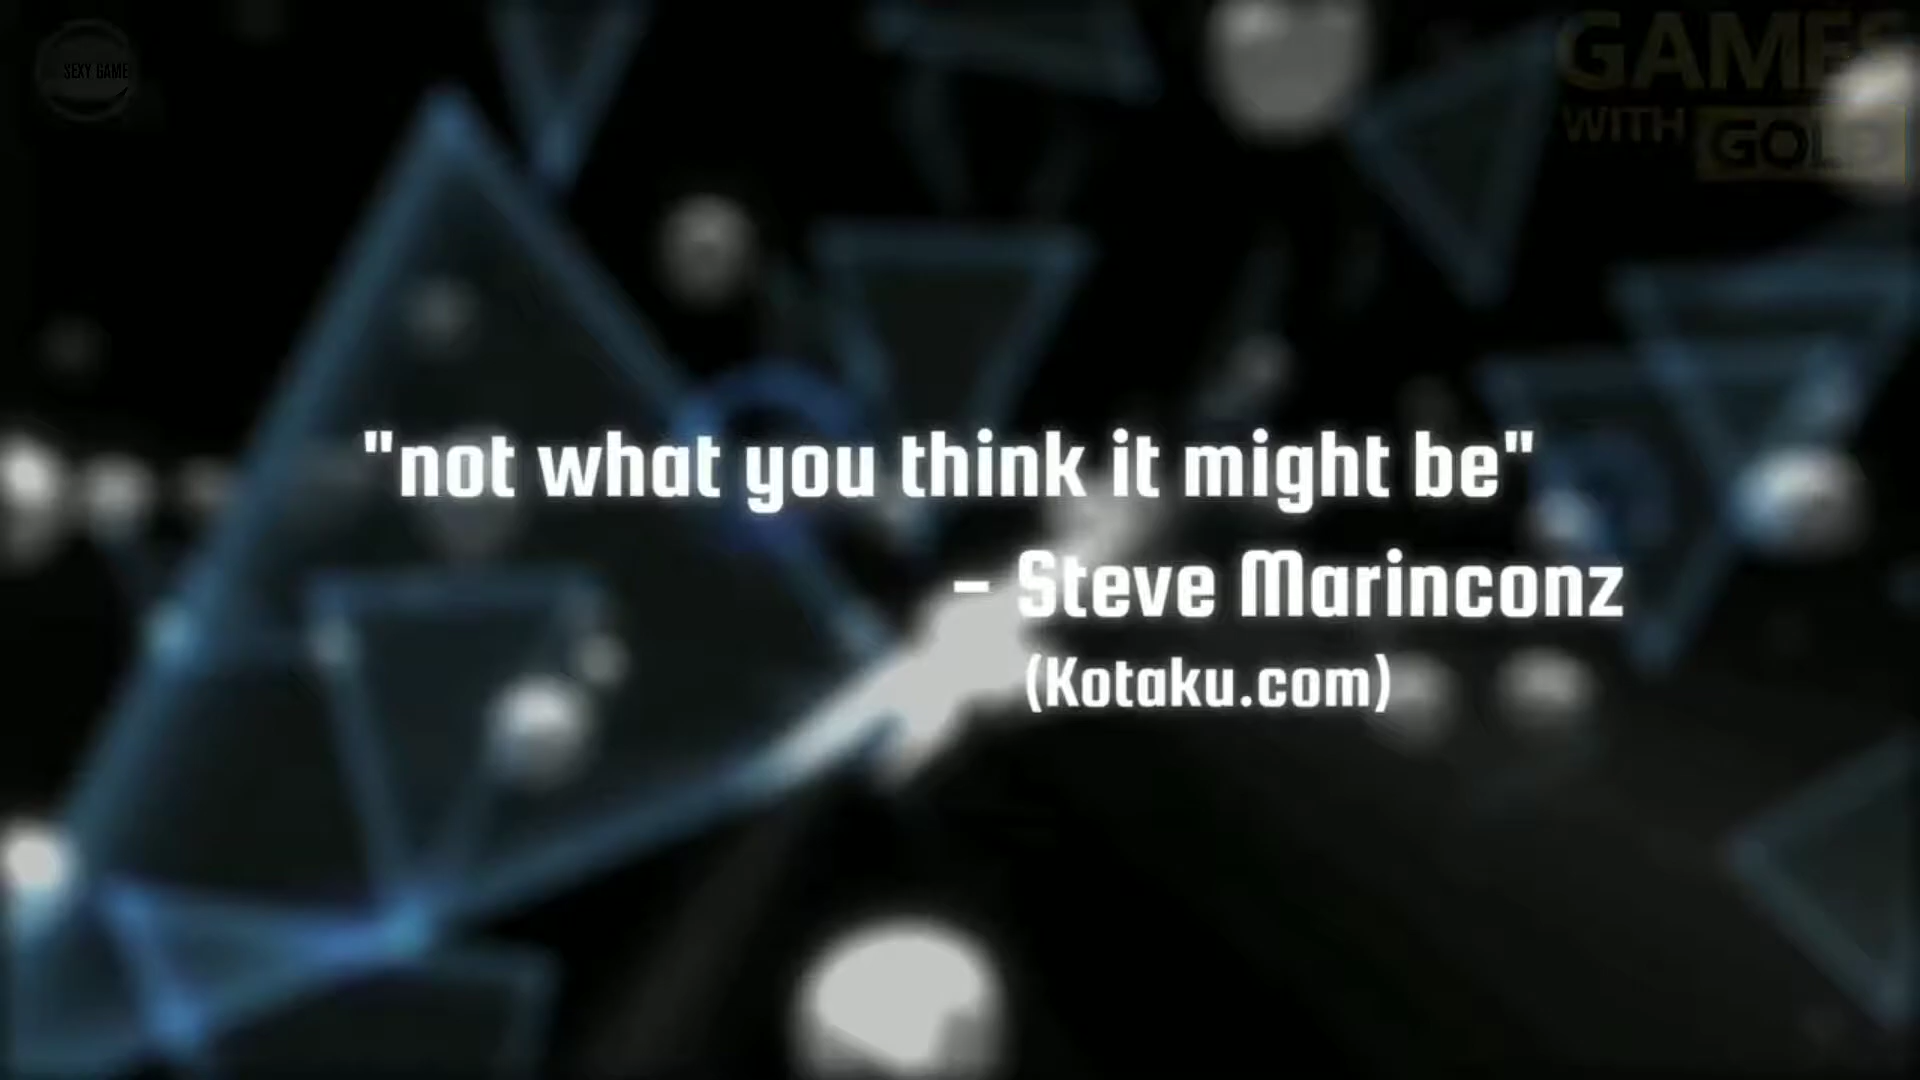 SEXY GAME
GAMES
WITH GOLD
"not what you think it might be"
- Steve Marinconz
(Kotaku.com)